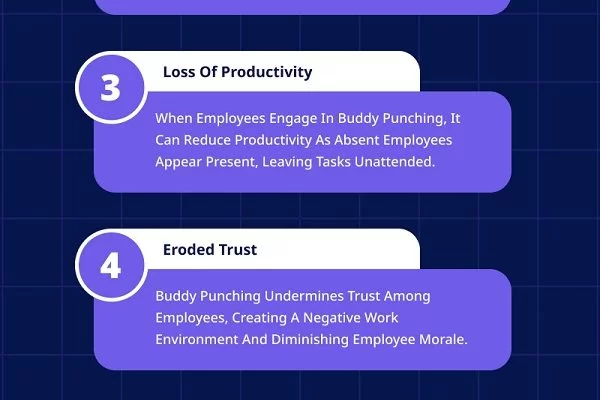 3
Loss Of Productivity
When Employees Engage In Buddy Punching, It
Can Reduce Productivity As Absent Employees
Appear Present, Leaving Tasks Unattended.
4
Eroded Trust
Buddy Punching Undermines Trust Among
Employees, Creating A Negative Work
Environment And Diminishing Employee Morale.